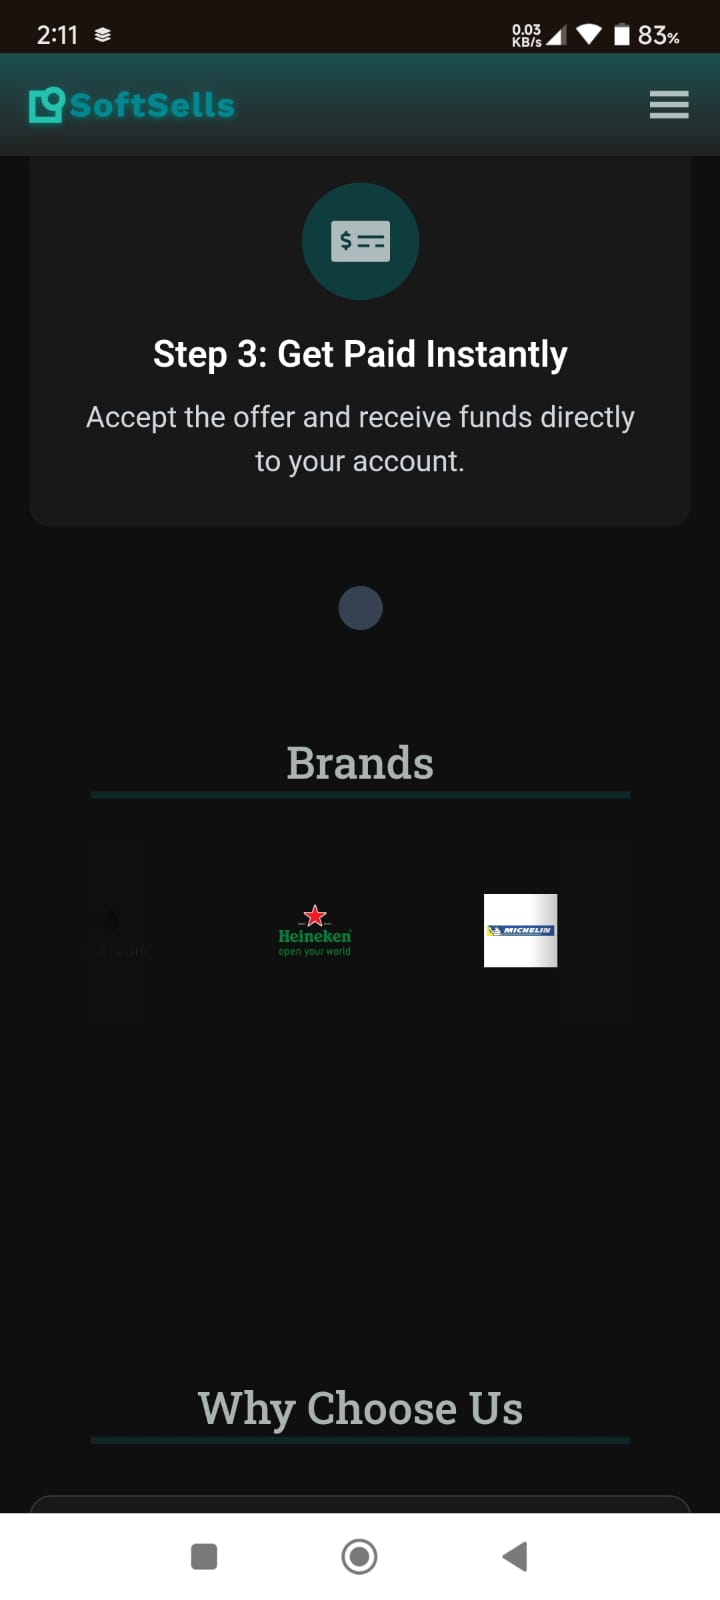 2:11
0.03
KB/s
83%
SoftSells
$
Step 3: Get Paid Instantly
Accept the offer and receive funds directly
to your account.
Brands
Heineken
open your world
MICHELIN
Why Choose Us